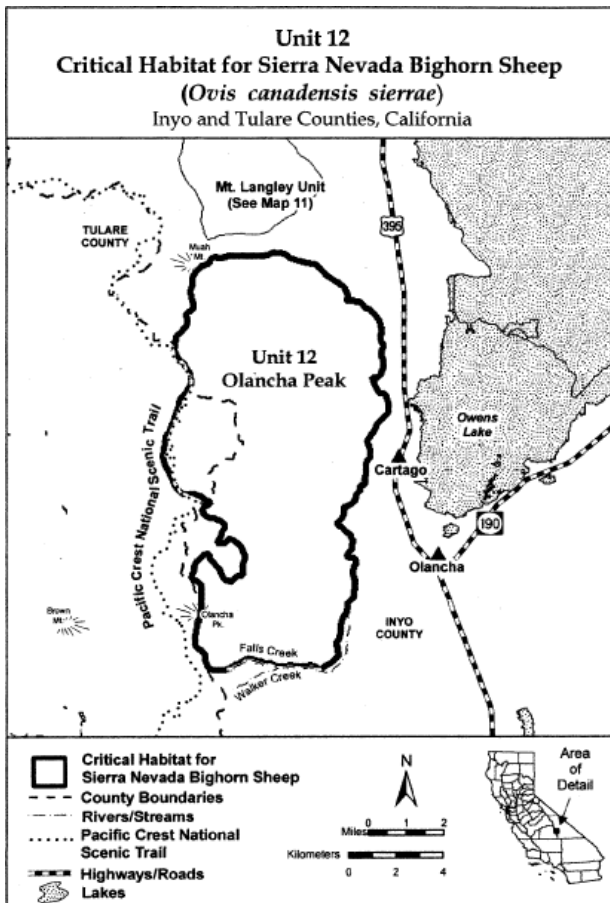 Unit 12
Critical Habitat for Sierra Nevada Bighorn Sheep
(Ovis canadensis sierrae)
Inyo and Tulare Counties, California
Mt. Langley Unit
(See Map 11)
395
TULARE
COUNTY
Muah
Mt.
Unit 12
Olancha Peak
Owens
Lake
Pacific Crest National Scenic Trail
Cartago
190
Olancha
Brown
Mt.
Olancha
Pk.
INYO
COUNTY
Falls Creek
Walker Creek
Critical Habitat for
Sierra Nevada Bighorn Sheep
County Boundaries
Rivers/Streams
Pacific Crest National
Scenic Trail
Highways/Roads
Lakes
N
0 2
Miles 2
Kilometers
0 2 4
Area
of
Detail